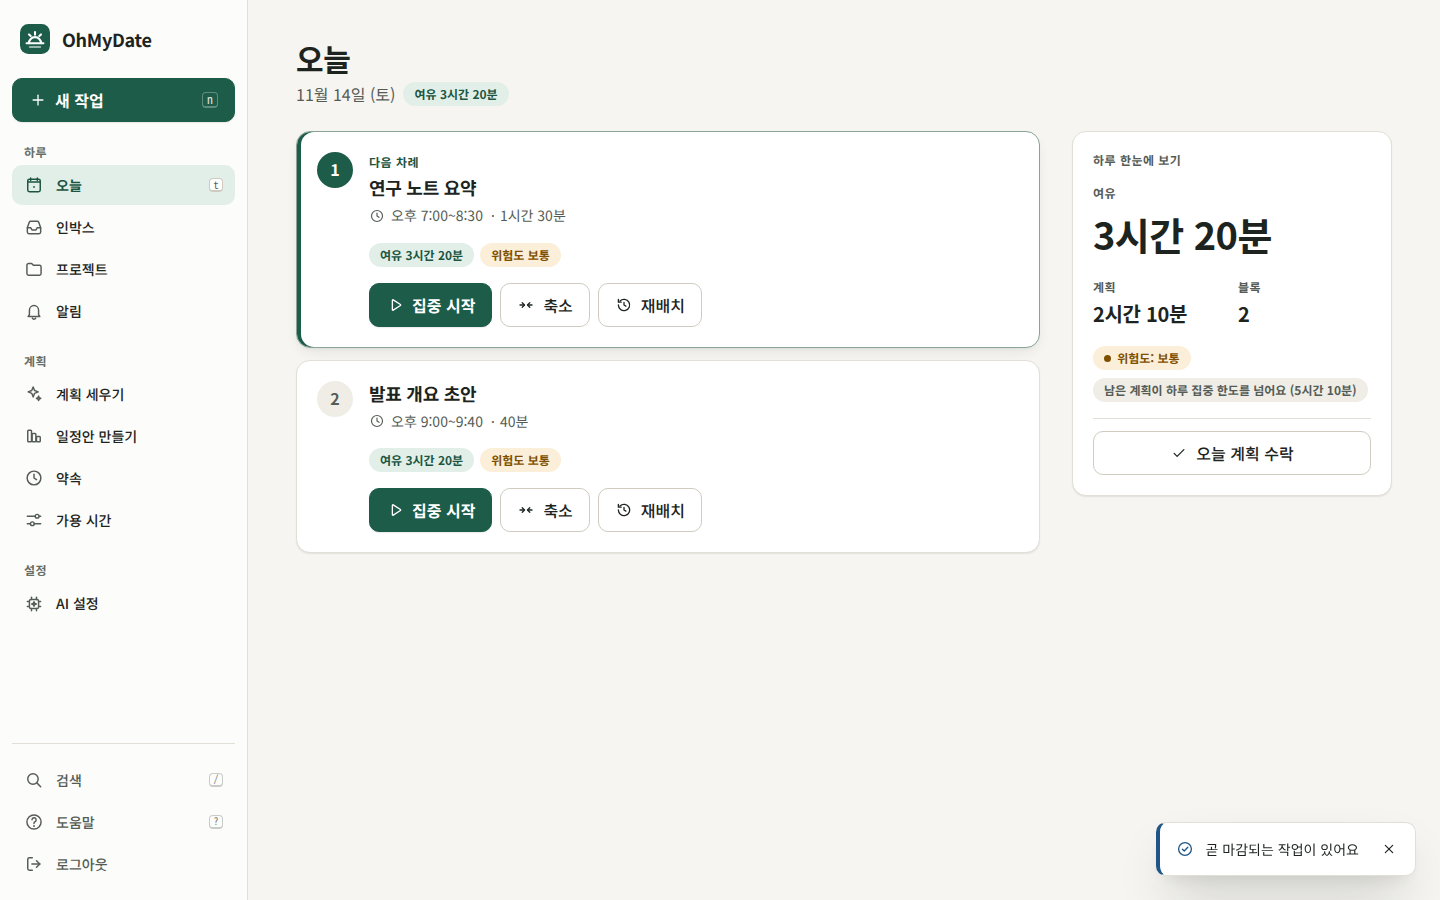 OhMyDate
새 작업 n
하루
오늘 t
인박스
프로젝트
알림
계획
계획 세우기
일정안 만들기
약속
가용 시간
설정
AI 설정
검색 /
도움말 ?
로그아웃
오늘
11월 14일 (토) 여유 3시간 20분
1
다음 차례
연구 노트 요약
오후 7:00~8:30 · 1시간 30분
여유 3시간 20분 위험도 보통
집중 시작 축소 재배치
2
발표 개요 초안
오후 9:00~9:40 · 40분
여유 3시간 20분 위험도 보통
집중 시작 축소 재배치
하루 한눈에 보기
여유
3시간 20분
계획 블록
2시간 10분 2
위험도: 보통
남은 계획이 하루 집중 한도를 넘어요 (5시간 10분)
오늘 계획 수락
곧 마감되는 작업이 있어요